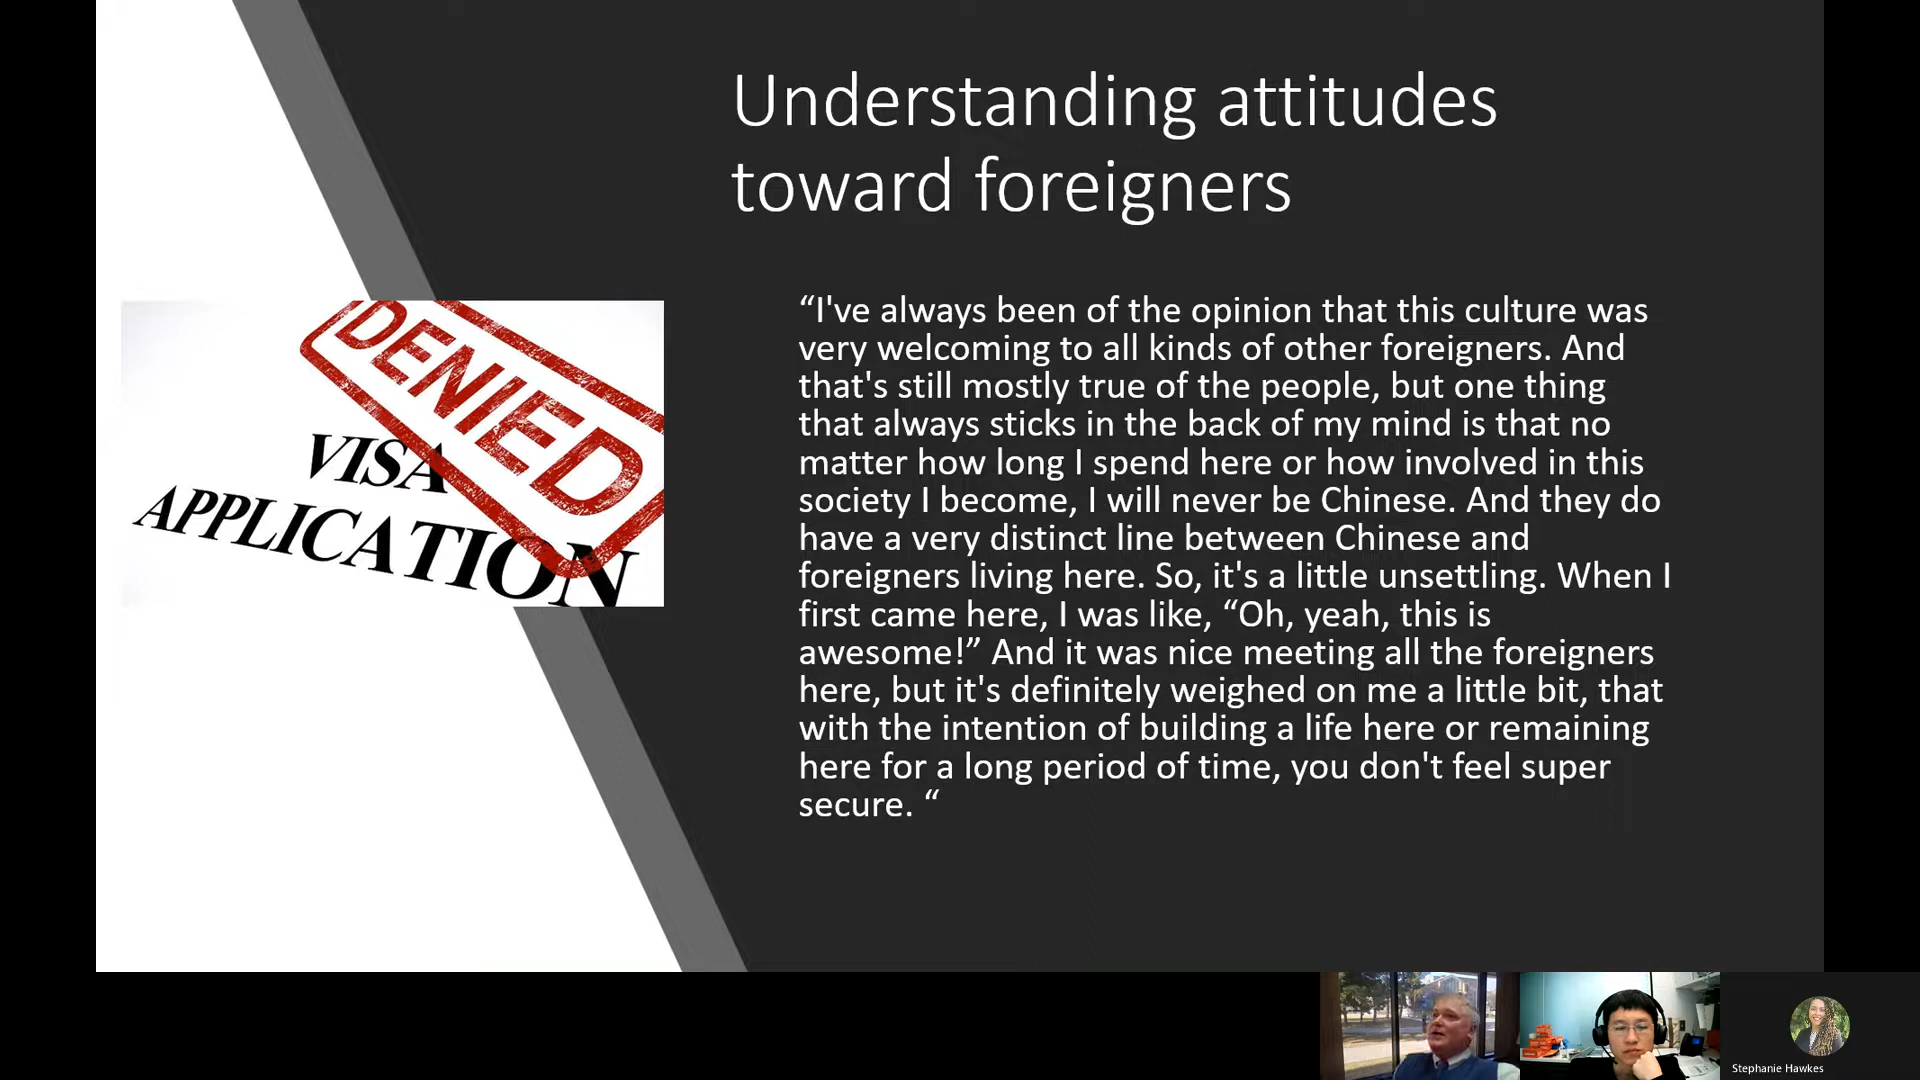 Understanding attitudes
toward foreigners
DENIED
VISA
APPLICATION
“I've always been of the opinion that this culture was
very welcoming to all kinds of other foreigners. And
that's still mostly true of the people, but one thing
that always sticks in the back of my mind is that no
matter how long I spend here or how involved in this
society I become, I will never be Chinese. And they do
have a very distinct line between Chinese and
foreigners living here. So, it's a little unsettling. When I
first came here, I was like, “Oh, yeah, this is
awesome!” And it was nice meeting all the foreigners
here, but it's definitely weighed on me a little bit, that
with the intention of building a life here or remaining
here for a long period of time, you don't feel super
secure. “
Stephanie Hawkes